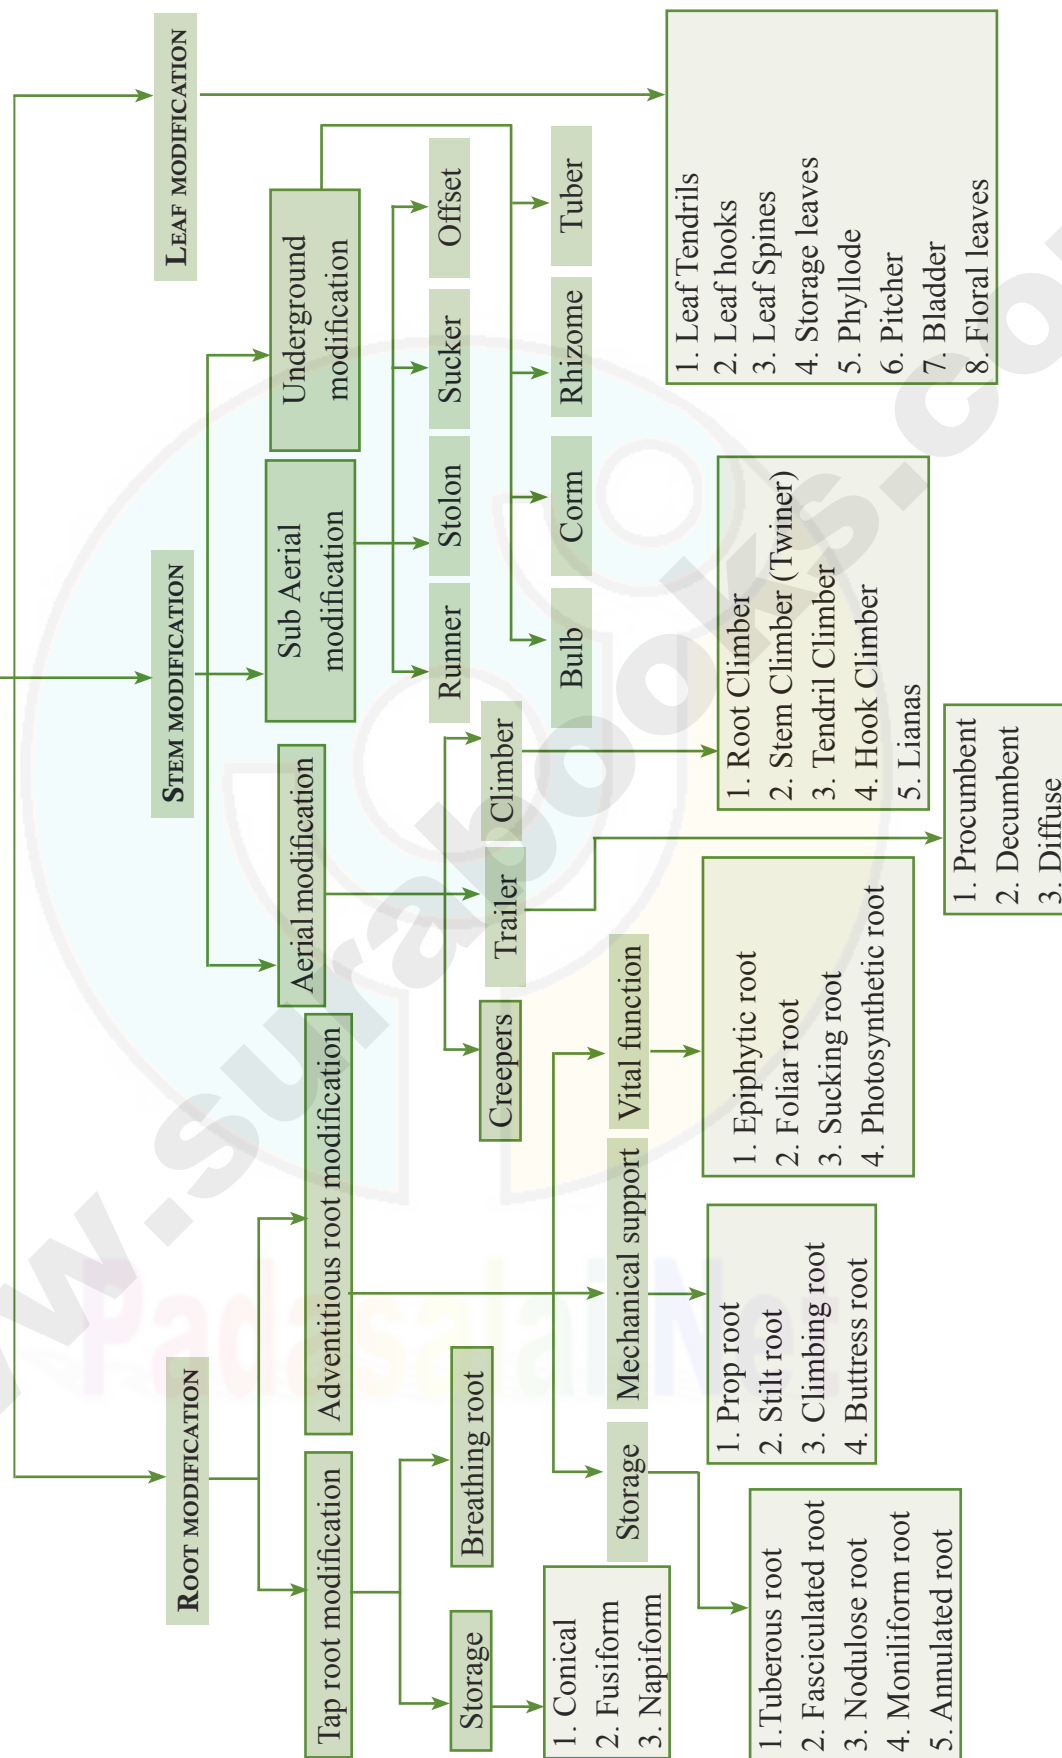 ROOT MODIFICATION
STEM MODIFICATION
LEAF MODIFICATION
Tap root modification
Adventitious root modification
Aerial modification
Sub Aerial
modification
Underground
modification
Storage
Breathing root
Creepers
Trailer
Climber
Runner
Stolon
Sucker
Offset
Bulb
Corm
Rhizome
Tuber
1. Conical
2. Fusiform
3. Napiform
Storage
Mechanical support
Vital function
1.Tuberous root
2. Fasciculated root
3. Nodulose root
4. Moniliform root
5. Annulated root
1. Prop root
2. Stilt root
3. Climbing root
4. Buttress root
1. Epiphytic root
2. Foliar root
3. Sucking root
4. Photosynthetic root
1. Root Climber
2. Stem Climber (Twiner)
3. Tendril Climber
4. Hook Climber
5. Lianas
1. Procumbent
2. Decumbent
3. Diffuse
1. Leaf Tendrils
2. Leaf hooks
3. Leaf Spines
4. Storage leaves
5. Phyllode
6. Pitcher
7. Bladder
8. Floral leaves
Padasalai Net
w.surabooks.com